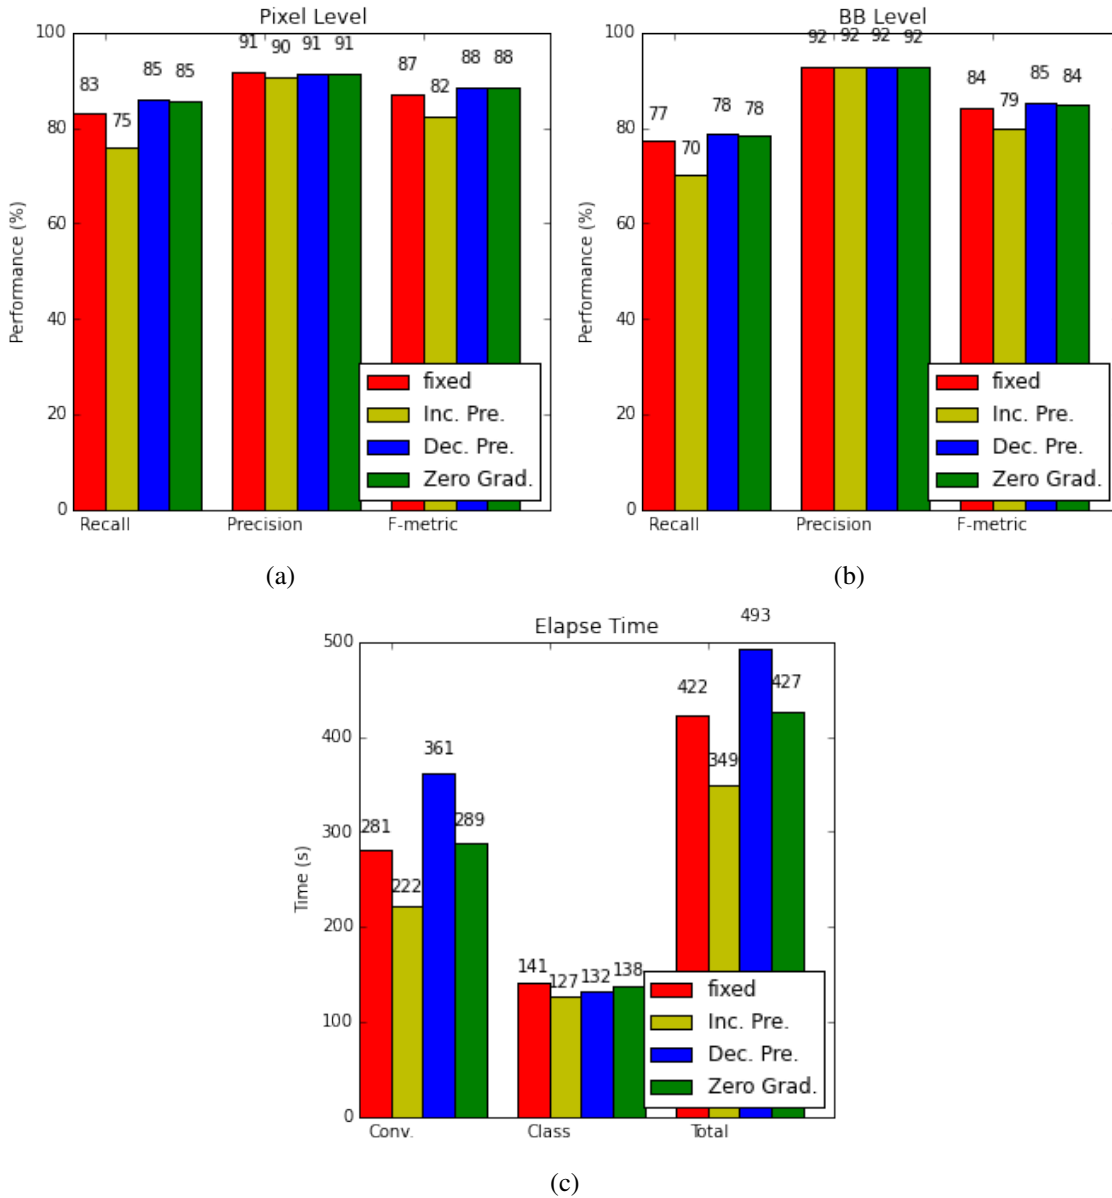 Pixel Level
100
80
60
40
20
0
Performance (%)
83 75 85 85
91 90 91 91
87 82 88 88
fixed
Inc. Pre.
Dec. Pre.
Zero Grad.
Recall Precision F-metric
(a)
BB Level
100
80
60
40
20
0
Performance (%)
77 70 78 78
92 92 92 92
84 79 85 84
fixed
Inc. Pre.
Dec. Pre.
Zero Grad.
Recall Precision F-metric
(b)
Elapse Time
500
400
300
200
100
0
Time (s)
281 222 361 289
141 127 132 138
422 349 493 427
fixed
Inc. Pre.
Dec. Pre.
Zero Grad.
Conv. Class Total
(c)